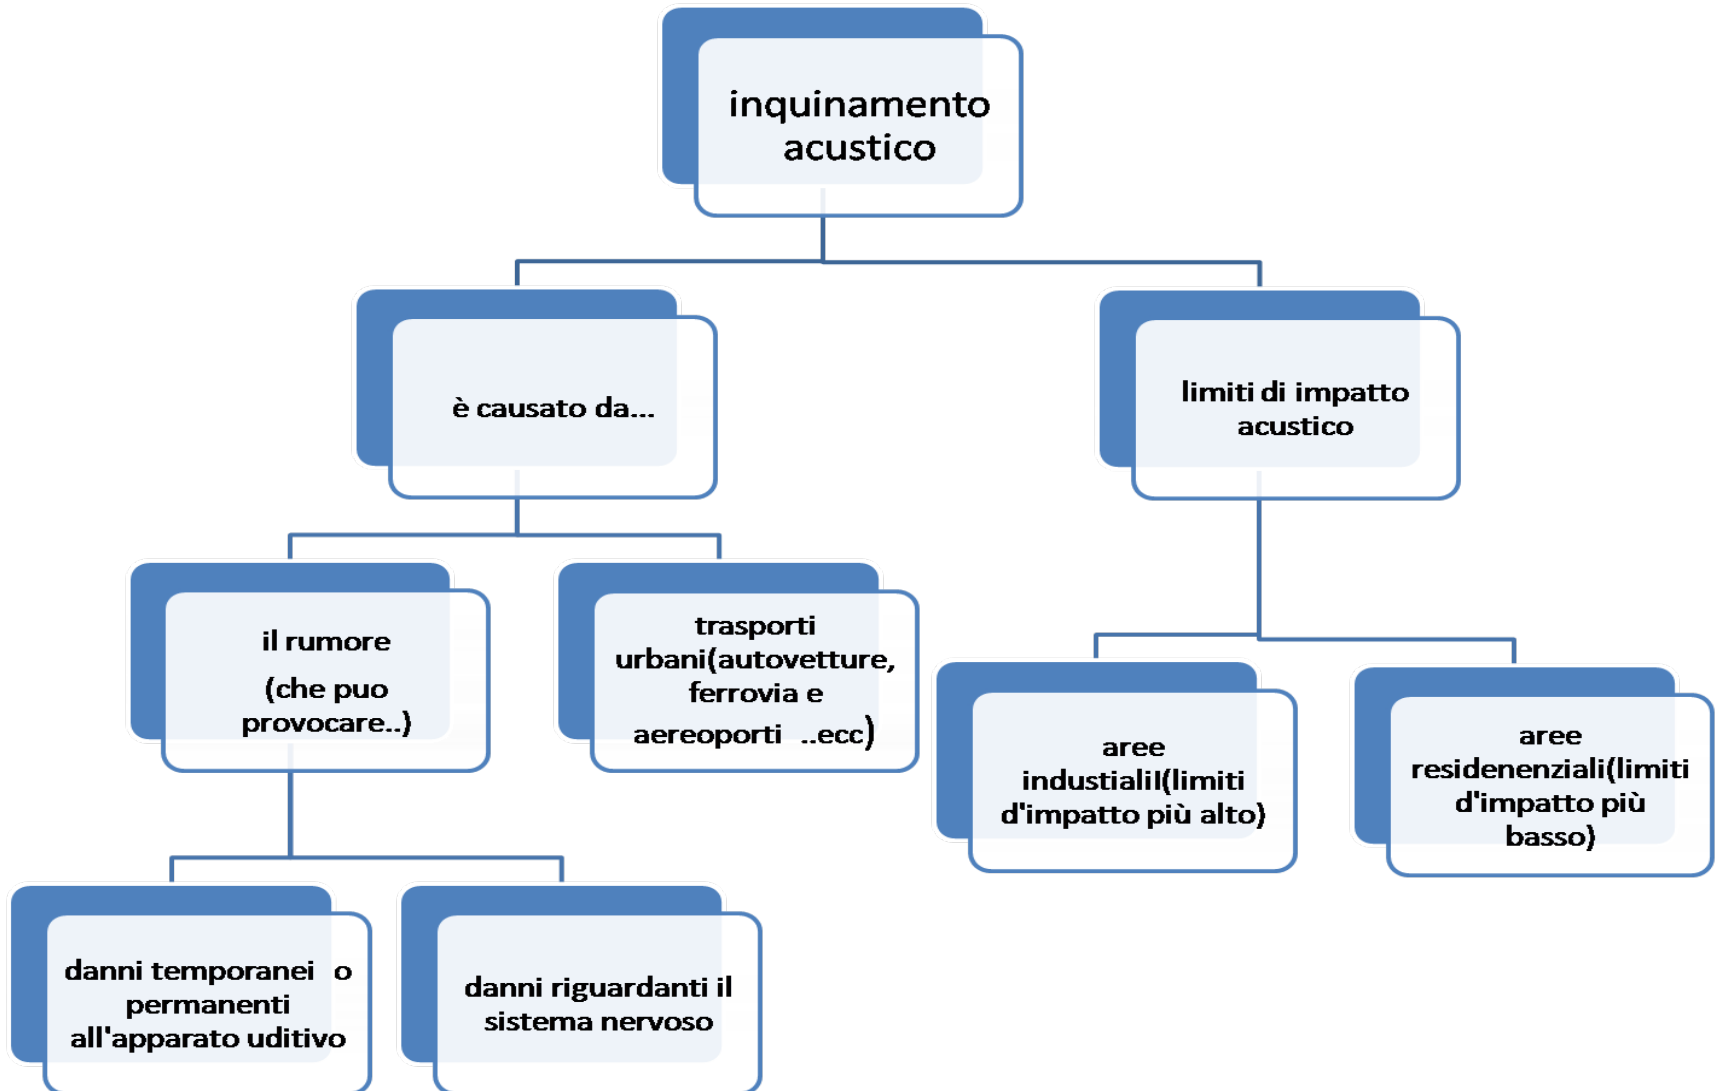 inquinamento
acustico
è causato da...
limiti di impatto
acustico
il rumore
(che puo
provocare..)
trasporti
urbani(autovetture,
ferrovia e
aereoporti ..ecc)
aree
industialiI(limiti
d'impatto più alto)
aree
residenenziali(limiti
d'impatto più
basso)
danni temporanei o
permanenti
all'apparato uditivo
danni riguardanti il
sistema nervoso